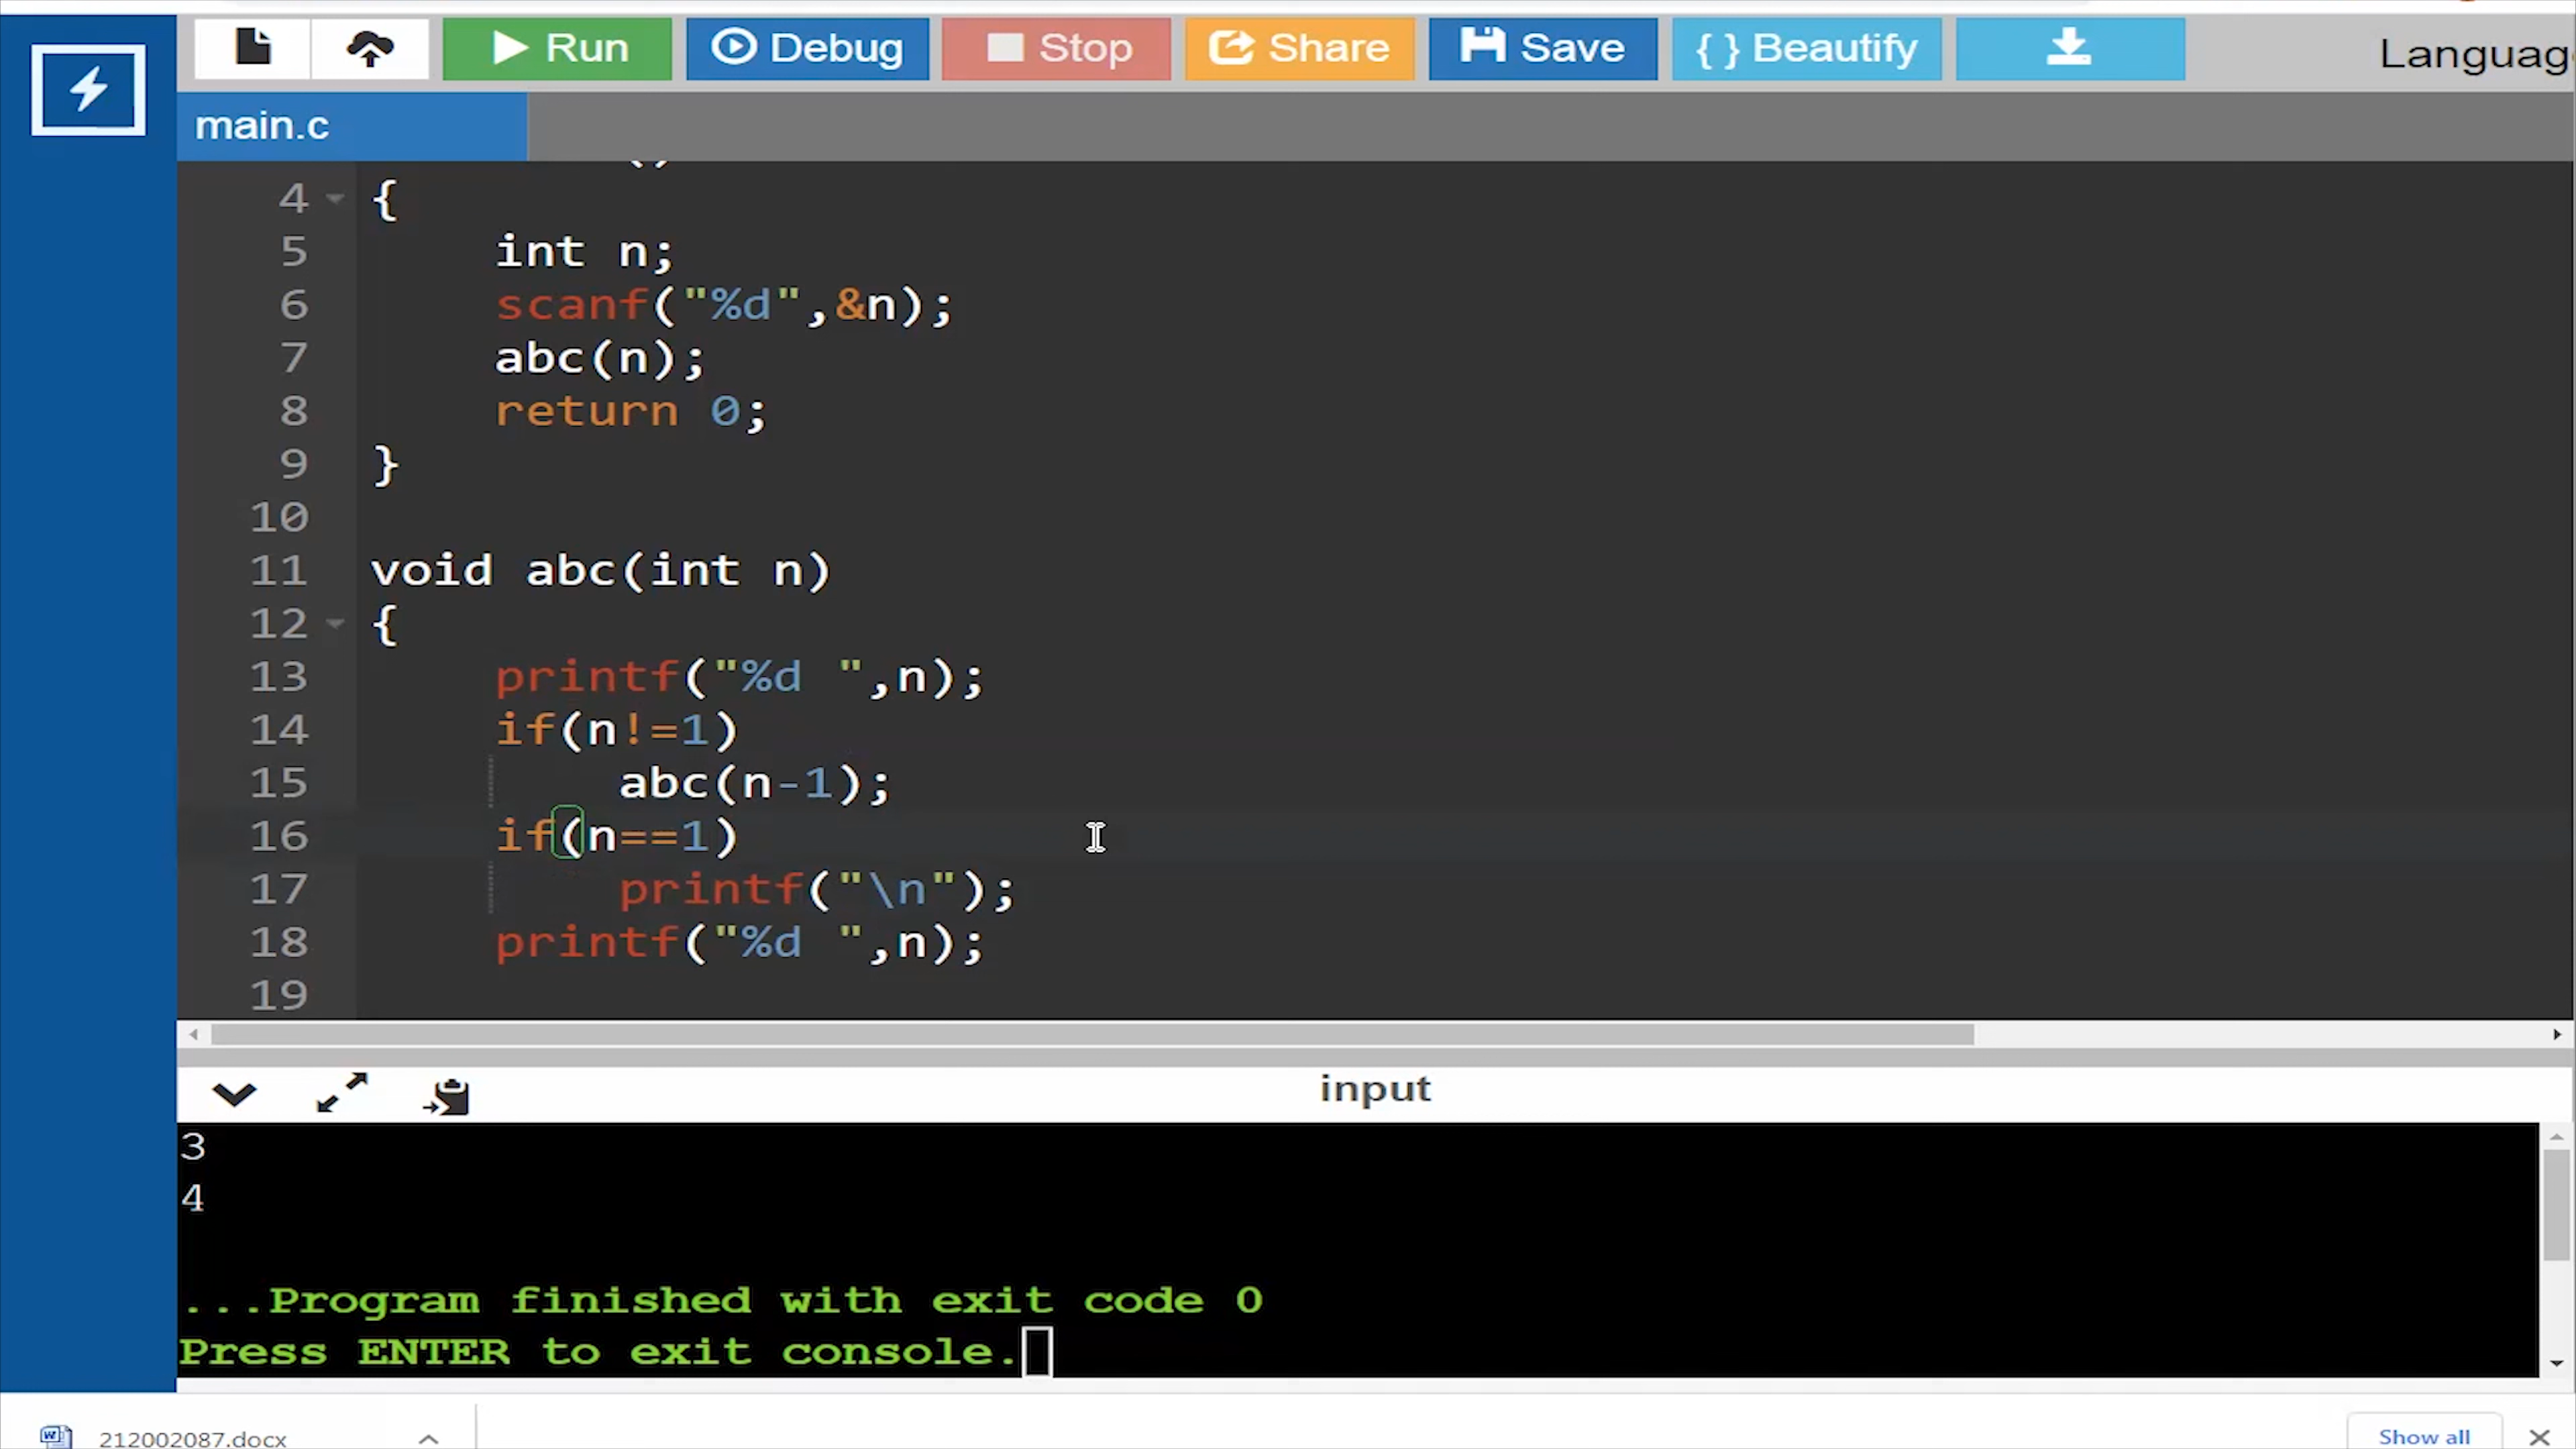 Run Debug Stop Share Save { } Beautify Languag
main.c
()
4 {
5 int n;
6 scanf("%d",&n);
7 abc(n);
8 return 0;
9 }
10
11 void abc(int n)
12 {
13 printf("%d ",n);
14 if(n!=1)
15 abc(n-1);
16 if(n==1)
17 printf("\n");
18 printf("%d ",n);
19
input
3
4
...Program finished with exit code 0
Press ENTER to exit console.
212002087.docx Show all